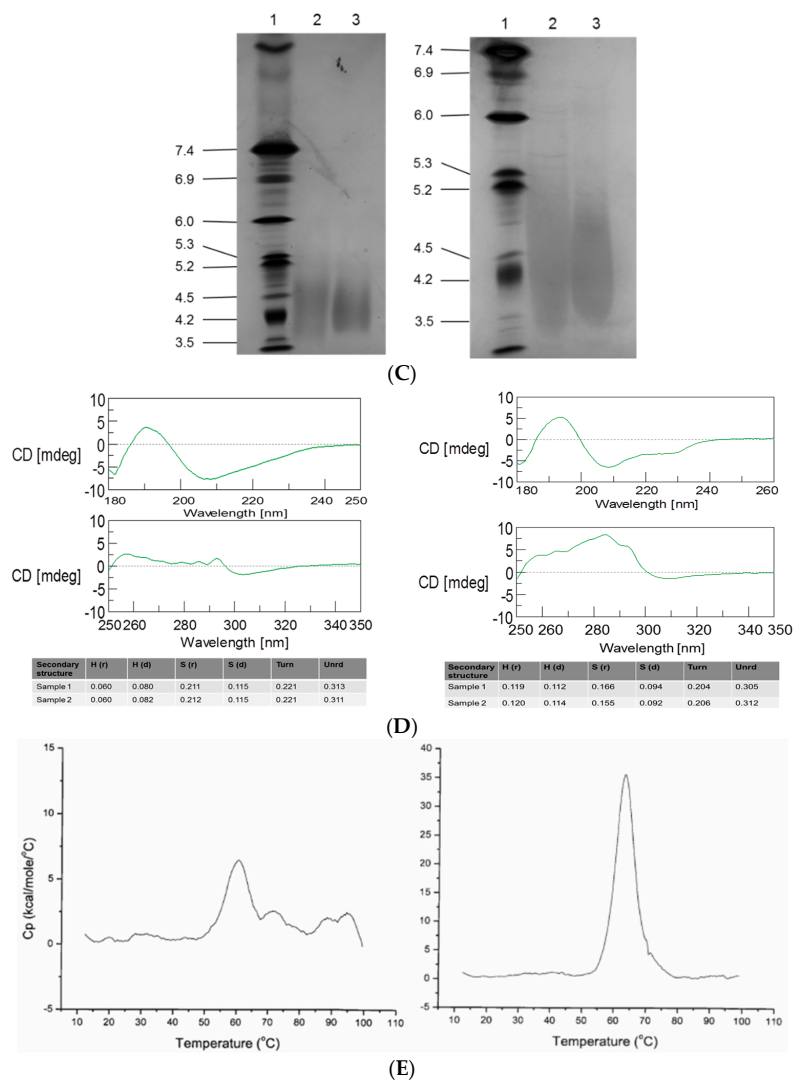 1 2 3
7.4
6.9
6.0
5.3
5.2
4.5
4.2
3.5
1 2 3
7.4
6.9
6.0
5.3
5.2
4.5
4.2
3.5
(C)
10
5
0
-5
-10
CD [mdeg]
180 200 220 240 250
Wavelength [nm]
10
5
0
-5
-10
CD [mdeg]
250 260 280 300 320 340 350
Wavelength [nm]
Secondary structure H (r) H (d) S (r) S (d) Turn Unrd
Sample 1 0.060 0.080 0.211 0.115 0.221 0.313
Sample 2 0.060 0.082 0.212 0.115 0.221 0.311
10
5
0
-5
-10
CD [mdeg]
180 200 220 240 260
Wavelength [nm]
10
5
0
-5
-10
CD [mdeg]
250 260 280 300 320 340 350
Wavelength [nm]
Secondary structure H (r) H (d) S (r) S (d) Turn Unrd
Sample 1 0.119 0.112 0.166 0.094 0.204 0.305
Sample 2 0.120 0.114 0.155 0.092 0.206 0.312
(D)
15
10
5
0
-5
Cp (kcal/mole/°C)
10 20 30 40 50 60 70 80 90 100 110
Temperature (°C)
40
35
30
25
20
15
10
5
0
-5
10 20 30 40 50 60 70 80 90 100 110
Temperature (°C)
(E)